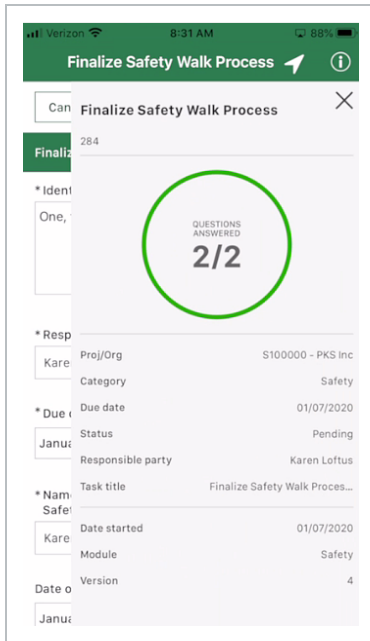 Verizon 8:31 AM 88%
Finalize Safety Walk Process
Can
Finalize Safety Walk Process
284
Finaliz
* Ident
One,
QUESTIONS
ANSWERED
2/2
* Resp
Kare
Proj/Org S100000 - PKS Inc
Category Safety
* Due
Due date 01/07/2020
Status Pending
Janua
Responsible party Karen Loftus
Task title Finalize Safety Walk Proces...
* Nam
Safet
Kare
Date started 01/07/2020
Module Safety
Version 4
Date o
Janua